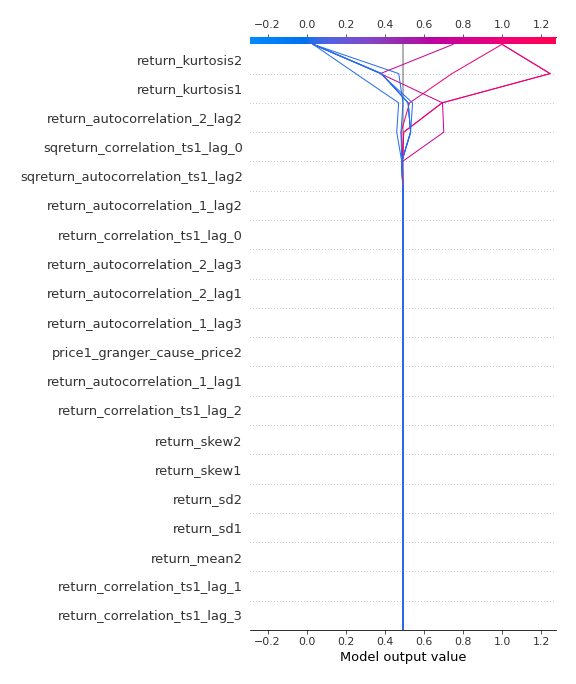 −0.2 0.0 0.2 0.4 0.6 0.8 1.0 1.2
return_kurtosis2
return_kurtosis1
return_autocorrelation_2_lag2
sqreturn_correlation_ts1_lag_0
sqreturn_autocorrelation_ts1_lag2
return_autocorrelation_1_lag2
return_correlation_ts1_lag_0
return_autocorrelation_2_lag3
return_autocorrelation_2_lag1
return_autocorrelation_1_lag3
price1_granger_cause_price2
return_autocorrelation_1_lag1
return_correlation_ts1_lag_2
return_skew2
return_skew1
return_sd2
return_sd1
return_mean2
return_correlation_ts1_lag_1
return_correlation_ts1_lag_3
−0.2 0.0 0.2 0.4 0.6 0.8 1.0 1.2
Model output value